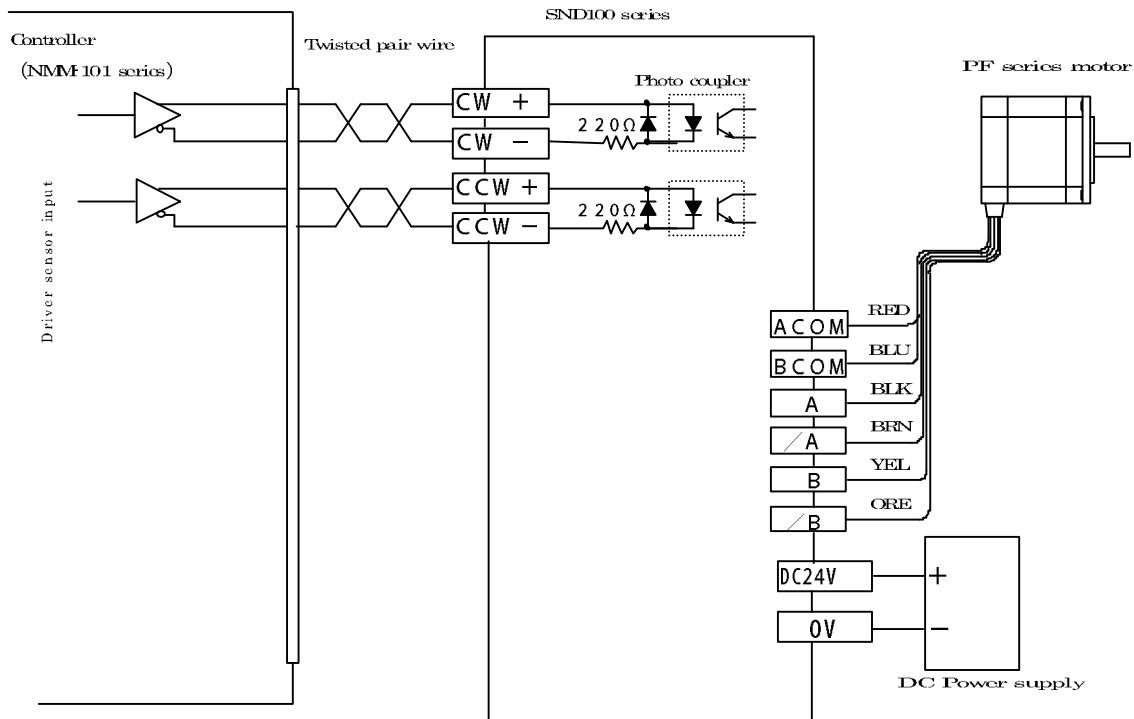 SND100 series
Controller
(NMM-101 series)
Twisted pair wire
Photo coupler
PF series motor
CW +
220Ω
CW -
CCW +
220Ω
CCW -
Driver sensor input
RED
ACOM
BLU
BCOM
BLK
A
BRN
/A
YEL
B
ORE
/B
DC24V
+
0V
-
DC Power supply